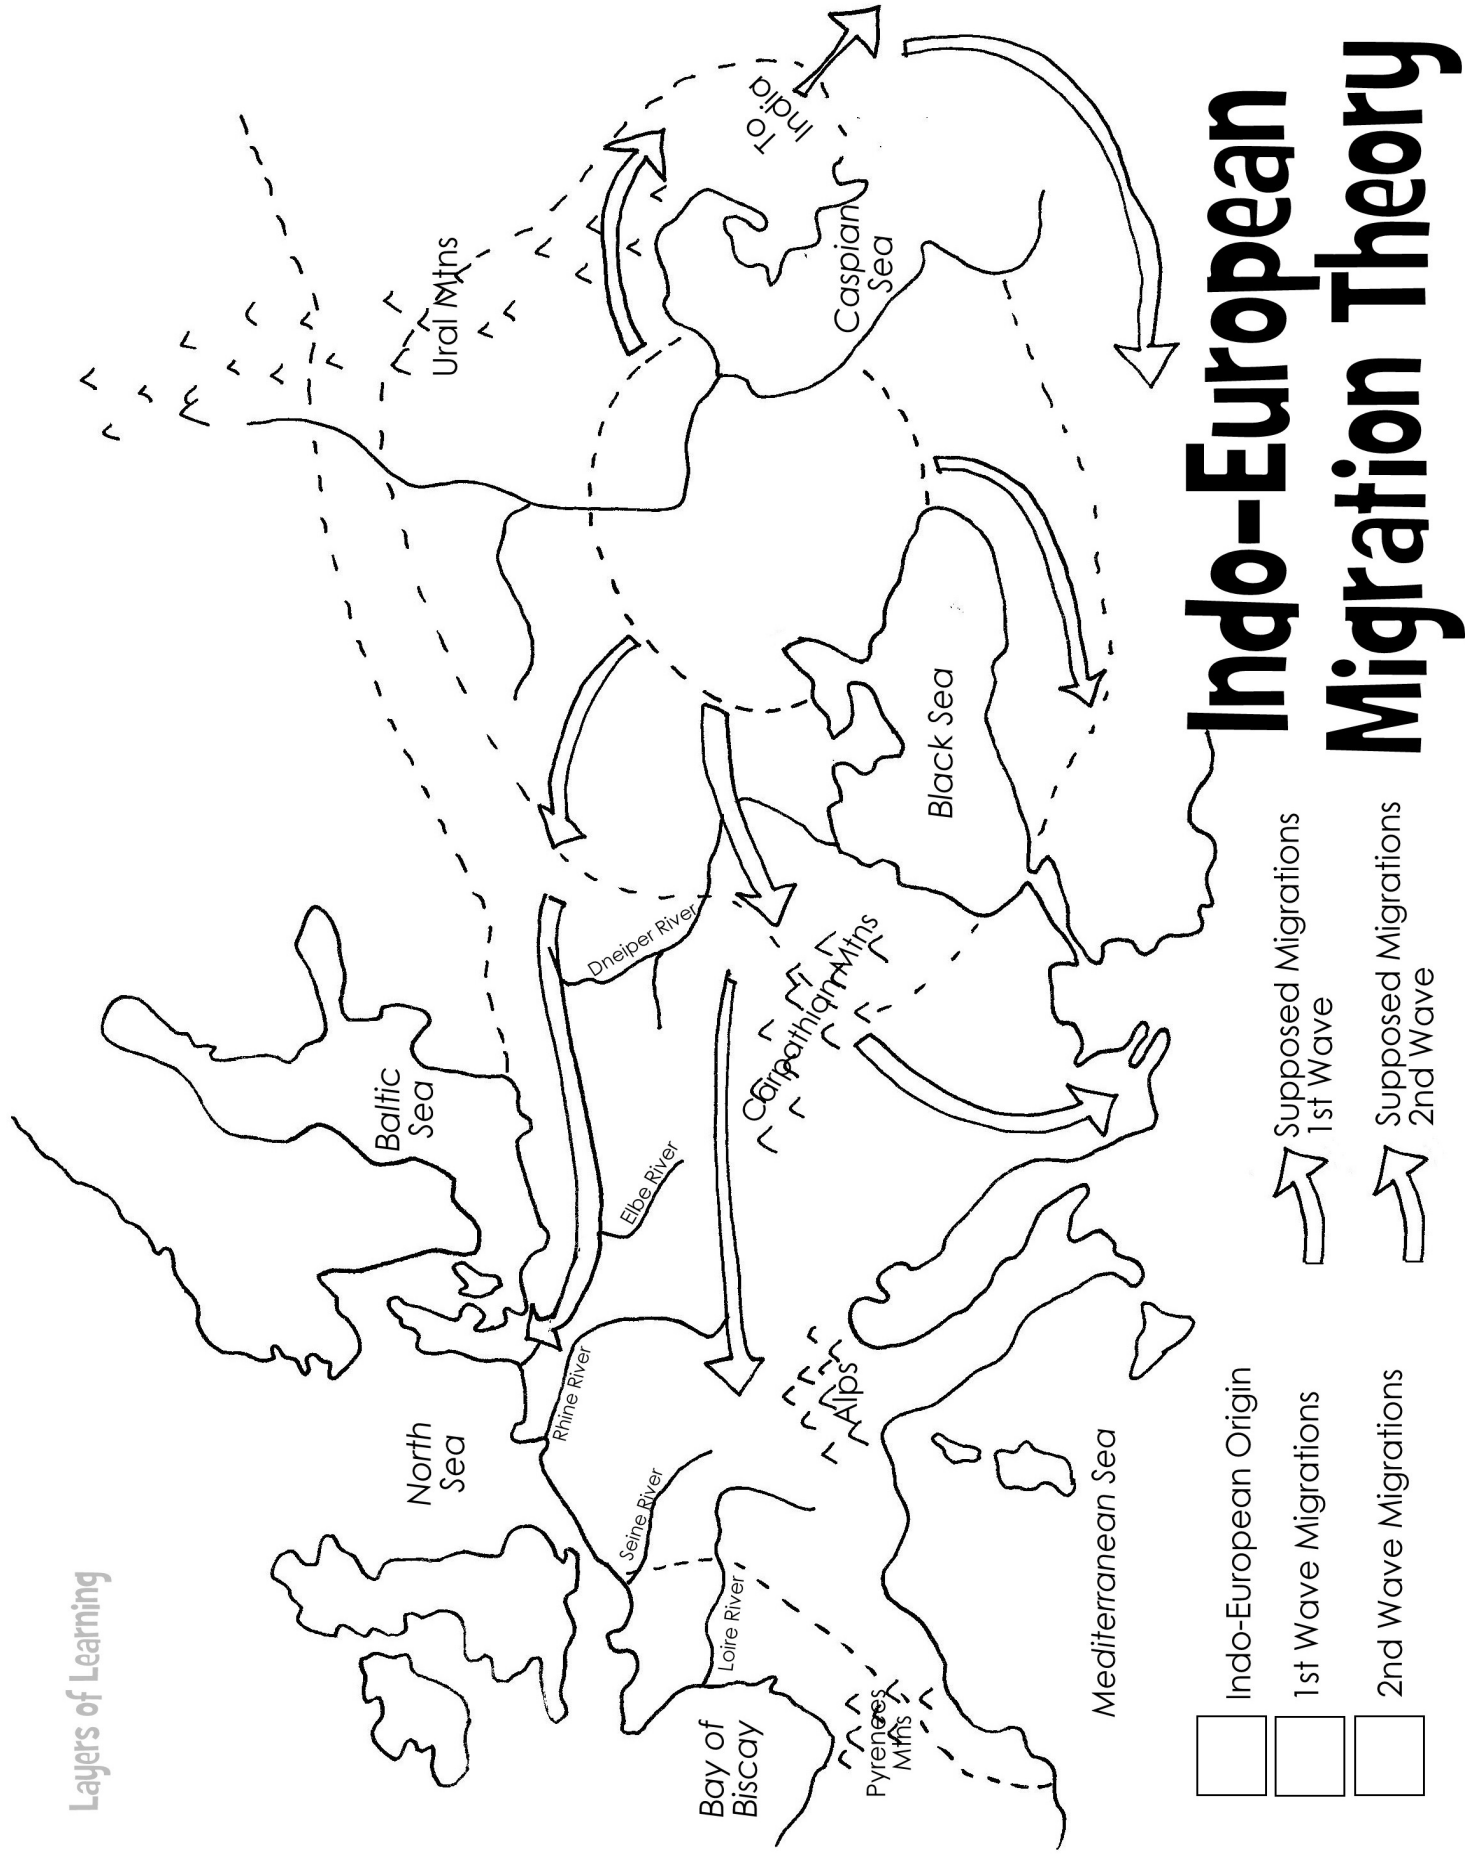 Layers of Learning
Ural Mtns
To
India
Caspian
Sea
Baltic
Sea
North
Sea
Dneiper River
Black Sea
Carpathian Mtns
Elbe River
Rhine River
Seine River
Loire River
Alps
Bay of
Biscay
Pyrenees
Mtns
Mediterranean Sea
Indo-European
Migration Theory
Indo-European Origin
1st Wave Migrations
2nd Wave Migrations
Supposed Migrations
1st Wave
Supposed Migrations
2nd Wave